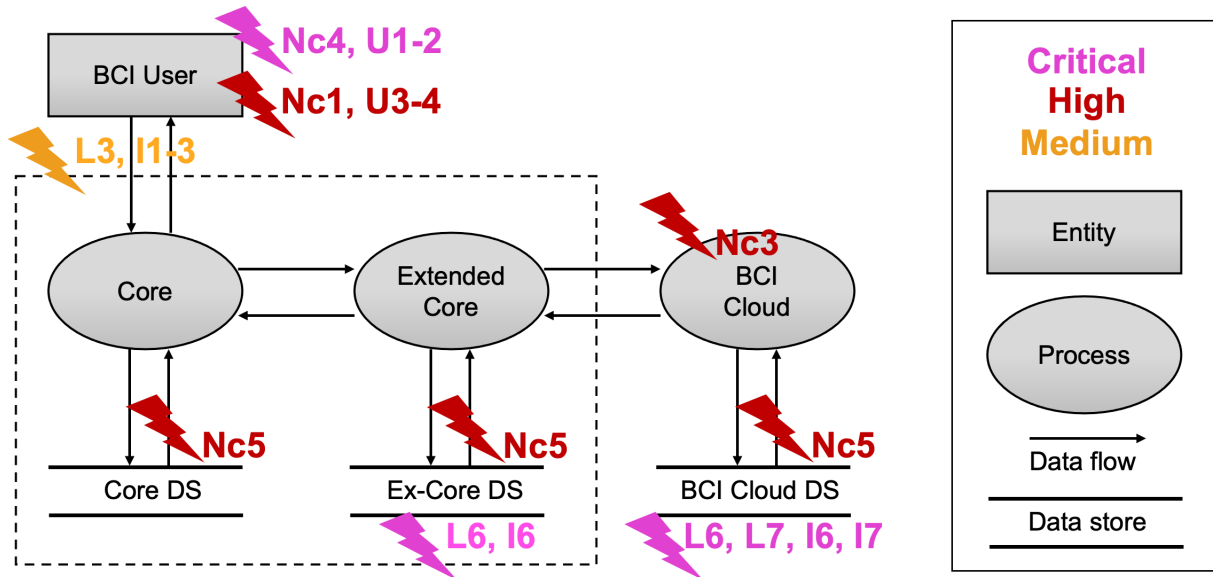 Nc4, U1-2
BCI User
Nc1, U3-4
L3, I1-3
Nc3
Core
Extended
Core
BCI
Cloud
Nc5
Nc5
Nc5
Core DS
Ex-Core DS
BCI Cloud DS
L6, I6
L6, L7, I6, I7
Critical
High
Medium
Entity
Process
Data flow
Data store